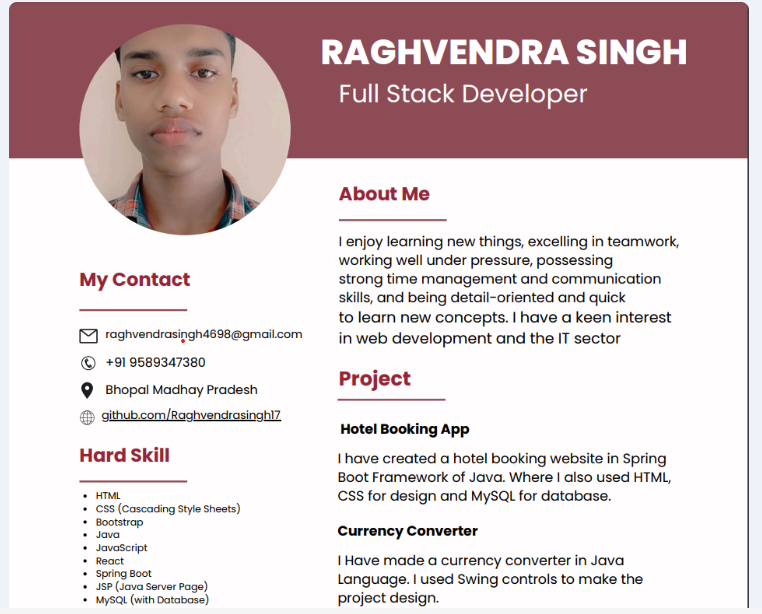 RAGHVENDRA SINGH
Full Stack Developer
My Contact
raghvendrasingh4698@gmail.com
+91 9589347380
Bhopal Madhay Pradesh
github.com/Raghvendrasingh17
Hard Skill
• HTML
• CSS (Cascading Style Sheets)
• Bootstrap
• Java
• JavaScript
• React
• Spring Boot
• JSP (Java Server Page)
• MySQL (with Database)
About Me
I enjoy learning new things, excelling in teamwork,
working well under pressure, possessing
strong time management and communication
skills, and being detail-oriented and quick
to learn new concepts. I have a keen interest
in web development and the IT sector
Project
Hotel Booking App
I have created a hotel booking website in Spring
Boot Framework of Java. Where I also used HTML,
CSS for design and MySQL for database.
Currency Converter
I Have made a currency converter in Java
Language. I used Swing controls to make the
project design.